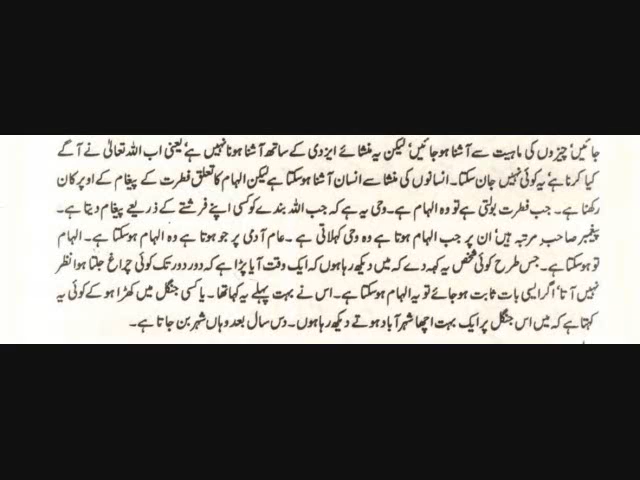 جائیں' چیزوں کی ماہیت سے آشنا ہو جائیں' لیکن یہ منشائے ایزدی کے ساتھ آشنا ہونا نہیں ہے' یعنی اب اللہ تعالیٰ نے آگے
کیا کرنا ہے' یہ کوئی نہیں جان سکتا۔ انسانوں کی منشا سے انسان آشنا ہو سکتا ہے لیکن الہام کا تعلق فطرت کے پیغام کے اوپر کان
رکھنا ہے۔ جب فطرت بولتی ہے تو وہ الہام ہے۔ وحی یہ ہے کہ جب اللہ بندے کو کسی اپنے فرشتے کے ذریعے پیغام دیتا ہے۔
پیغمبر صاحبِ مرتبہ ہیں' ان پر جب الہام ہوتا ہے وہ وحی کہلاتی ہے۔ عام آدمی پر جو ہوتا ہے وہ الہام ہو سکتا ہے۔ الہام
تو ہو سکتا ہے۔ جس طرح کوئی شخص یہ کہہ دے کہ میں دیکھ رہا ہوں کہ ایک وقت آیا پڑا ہے کہ دور دور تک کوئی چراغ جلتا ہوا نظر
نہیں آتا' اگر ایسی بات ثابت ہو جائے تو یہ الہام ہو سکتا ہے۔ اس نے بہت پہلے یہ کہا تھا۔ یا کسی جنگل میں کھڑا ہو کے کوئی یہ
کہتا ہے کہ میں اس جنگل پر ایک بہت اچھا شہر آباد ہوتے دیکھ رہا ہوں۔ دس سال بعد وہاں شہر بن جاتا ہے۔